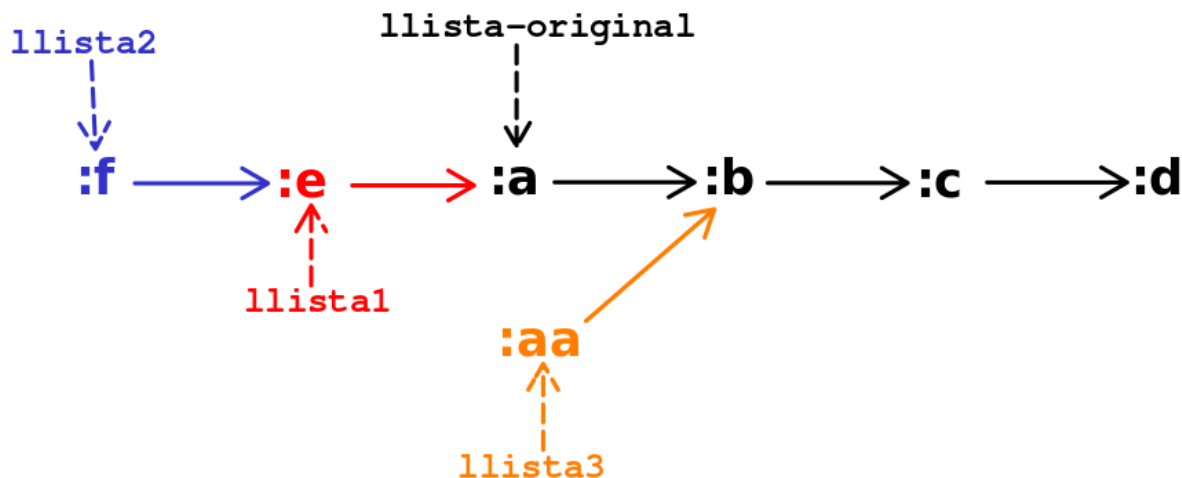 llista-original
llista2
:f :e :a :b :c :d
llista1
:aa
llista3